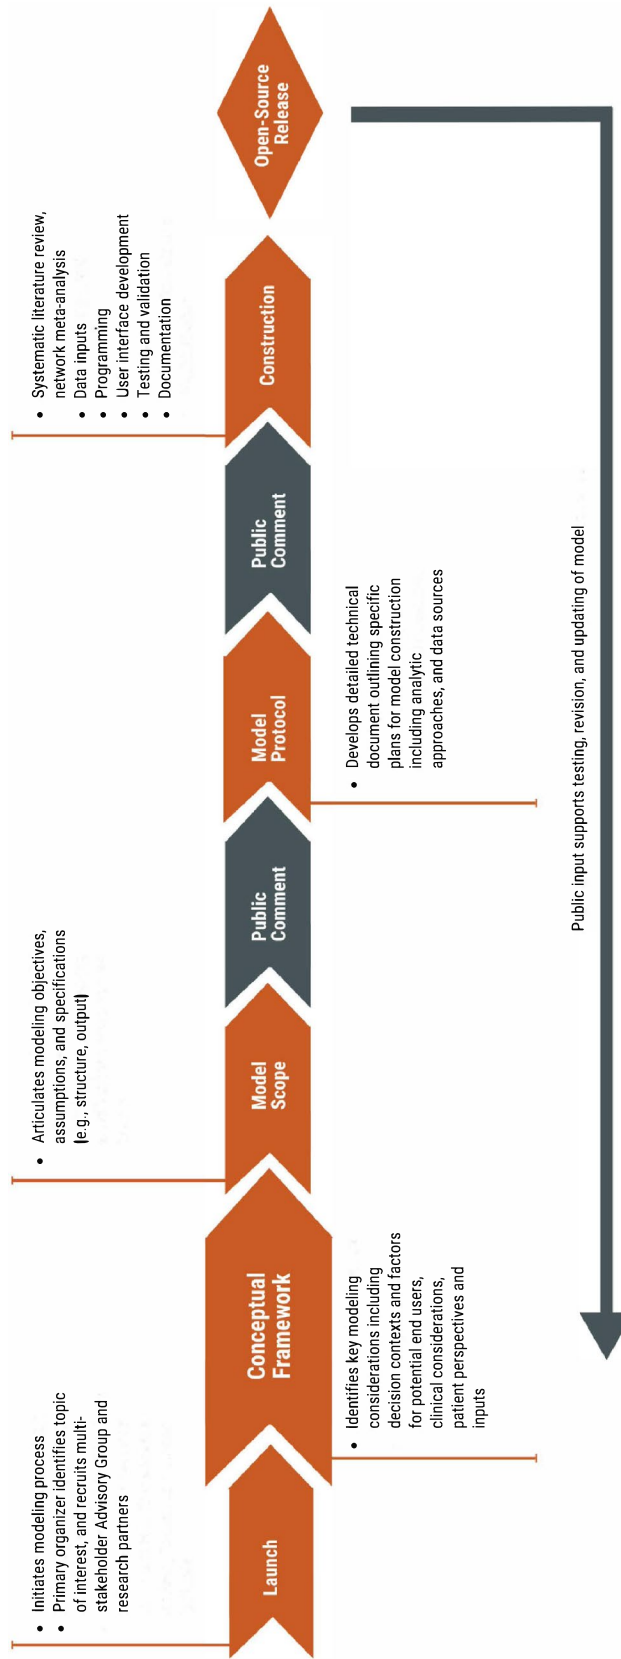 • Initiates modeling process
• Primary organizer identifies topic
of interest, and recruits multi-
stakeholder Advisory Group and
research partners
Launch
Conceptual
Framework
• Identifies key modeling
considerations including
decision contexts and factors
for potential end users,
clinical considerations,
patient perspectives and
inputs
• Articulates modeling objectives,
assumptions, and specifications
(e.g., structure, output)
Model
Scope
Public
Comment
Model
Protocol
• Develops detailed technical
document outlining specific
plans for model construction
including analytic
approaches, and data sources
Public
Comment
• Systematic literature review,
network meta-analysis
• Data inputs
• Programming
• User interface development
• Testing and validation
• Documentation
Construction
Open-Source
Release
Public input supports testing, revision, and updating of model